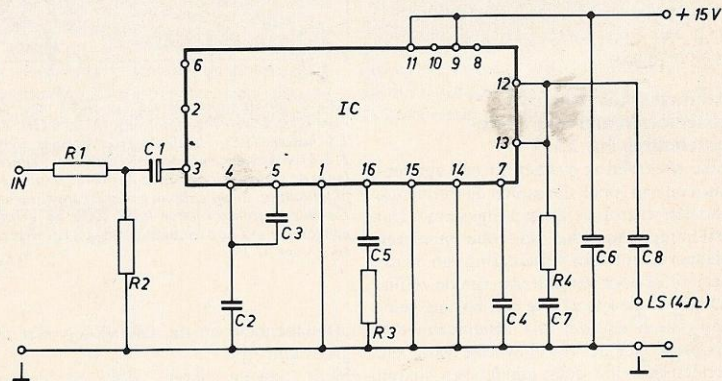 + 15V
11 10 9 8
6
12
2
IC
13
R1
C1
IN
3
4
5
1
16
15
14
7
C3
C5
R2
R4
C6
C8
C2
R3
C4
C7
LS(4Ω)
⊥
⊥ −